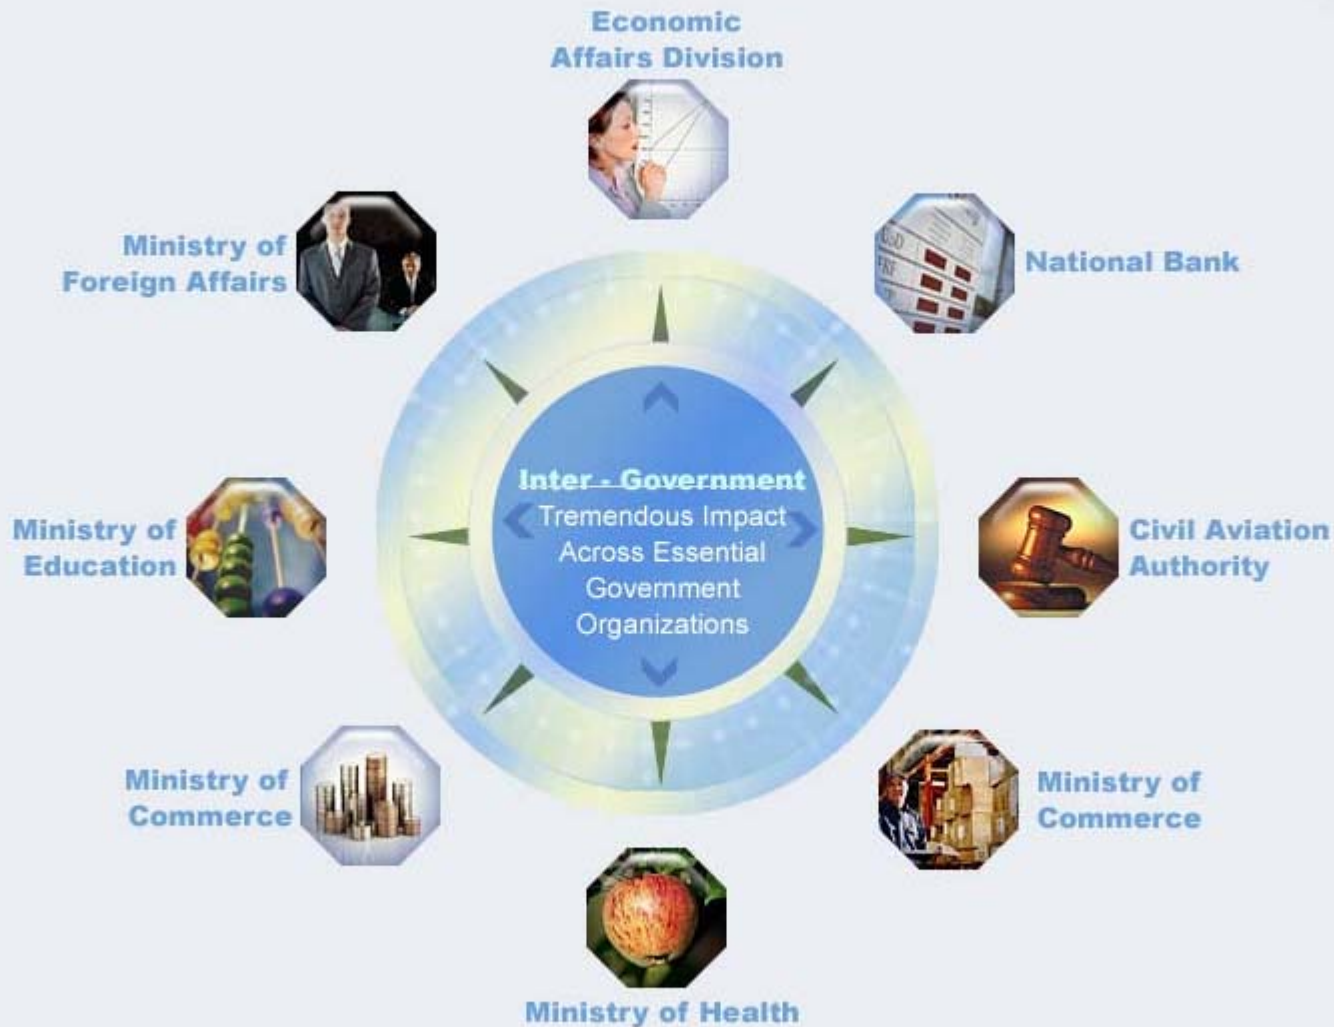 Economic
Affairs Division
Ministry of
Foreign Affairs
National Bank
Inter - Government
Tremendous Impact
Across Essential
Government
Organizations
Ministry of
Education
Civil Aviation
Authority
Ministry of
Commerce
Ministry of
Commerce
Ministry of Health